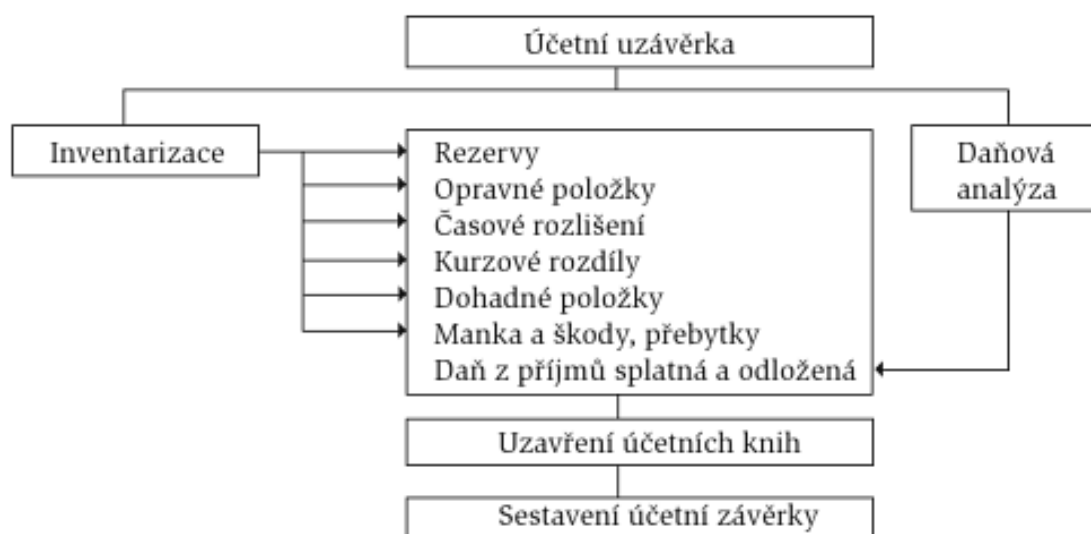 Účetní uzávěrka
Inventarizace
Rezervy
Opravné položky
Časové rozlišení
Kurzové rozdíly
Dohadné položky
Manka a škody, přebytky
Daň z příjmů splatná a odložená
Daňová
analýza
Uzavření účetních knih
Sestavení účetní závěrky